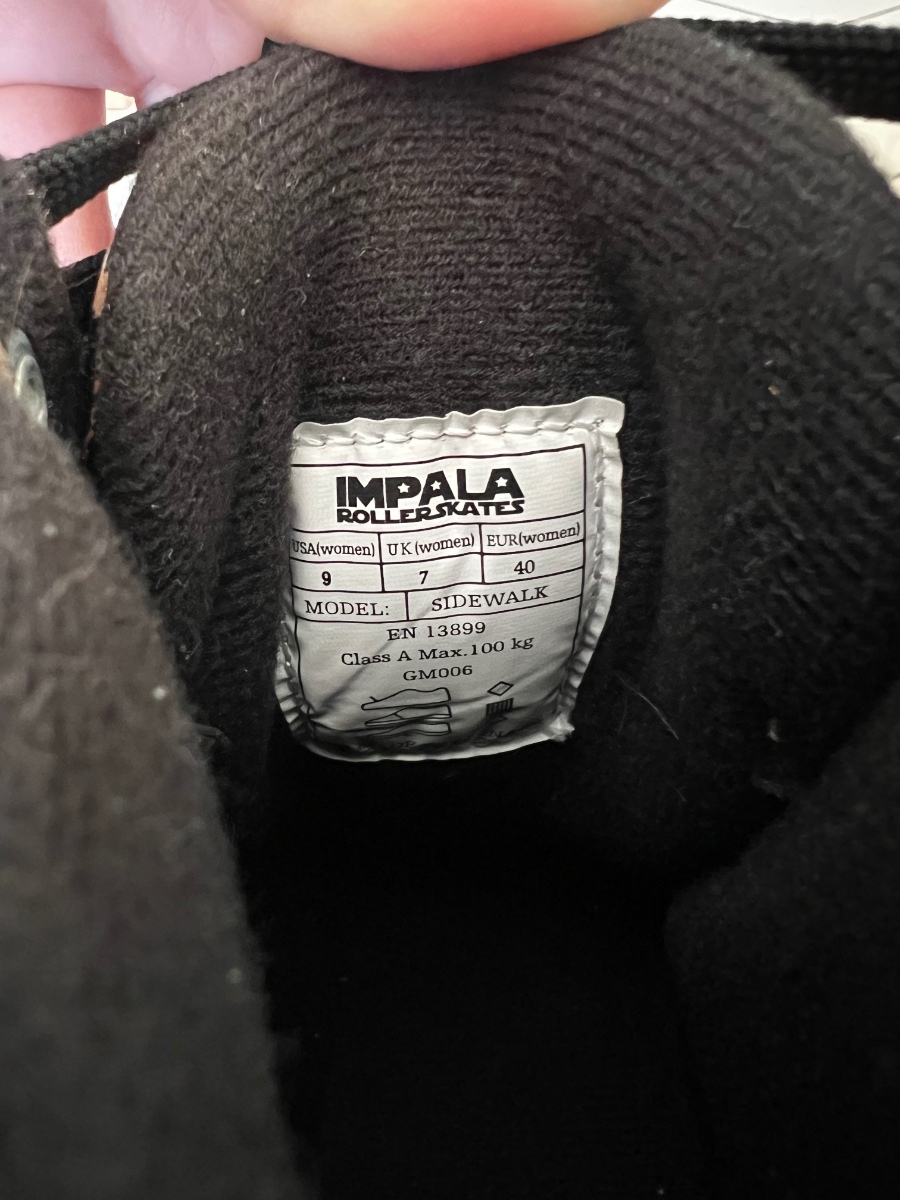 IMPALA
ROLLERSKATES
USA(women) UK(women) EUR(women)
9 7 40
MODEL: SIDEWALK
EN 13899
Class A Max.100 kg
GM006